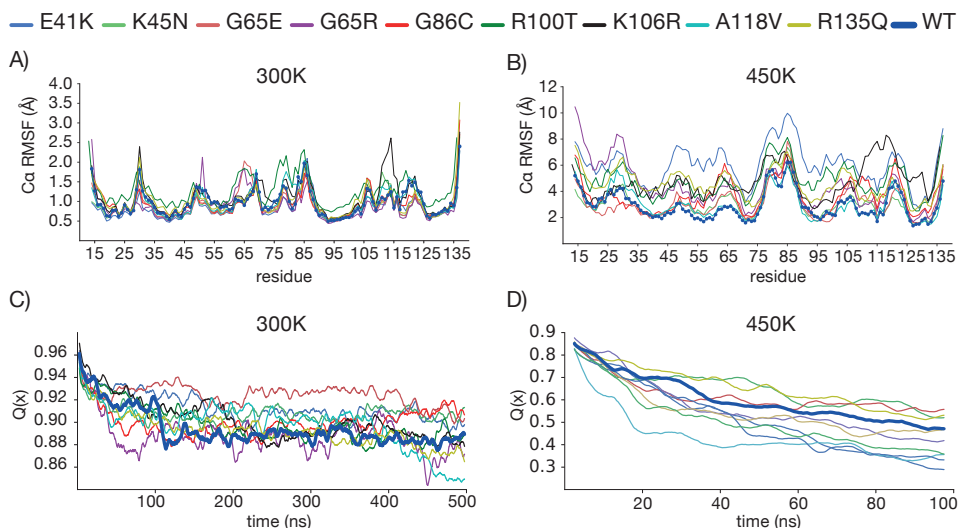 E41K K45N G65E G65R G86C R100T K106R A118V R135Q WT
A) 300K
B) 450K
Cα RMSF (Å)
4.0
3.5
3.0
2.5
2.0
1.5
1.0
0.5
15 25 35 45 55 65 75 85 95 105 115 125 135
residue
Cα RMSF (Å)
12
10
8
6
4
2
15 25 35 45 55 65 75 85 95 105 115 125 135
residue
C) 300K
D) 450K
Q(x)
0.96
0.94
0.92
0.90
0.88
0.86
100 200 300 400 500
time (ns)
Q(x)
0.9
0.8
0.7
0.6
0.5
0.4
0.3
20 40 60 80 100
time (ns)